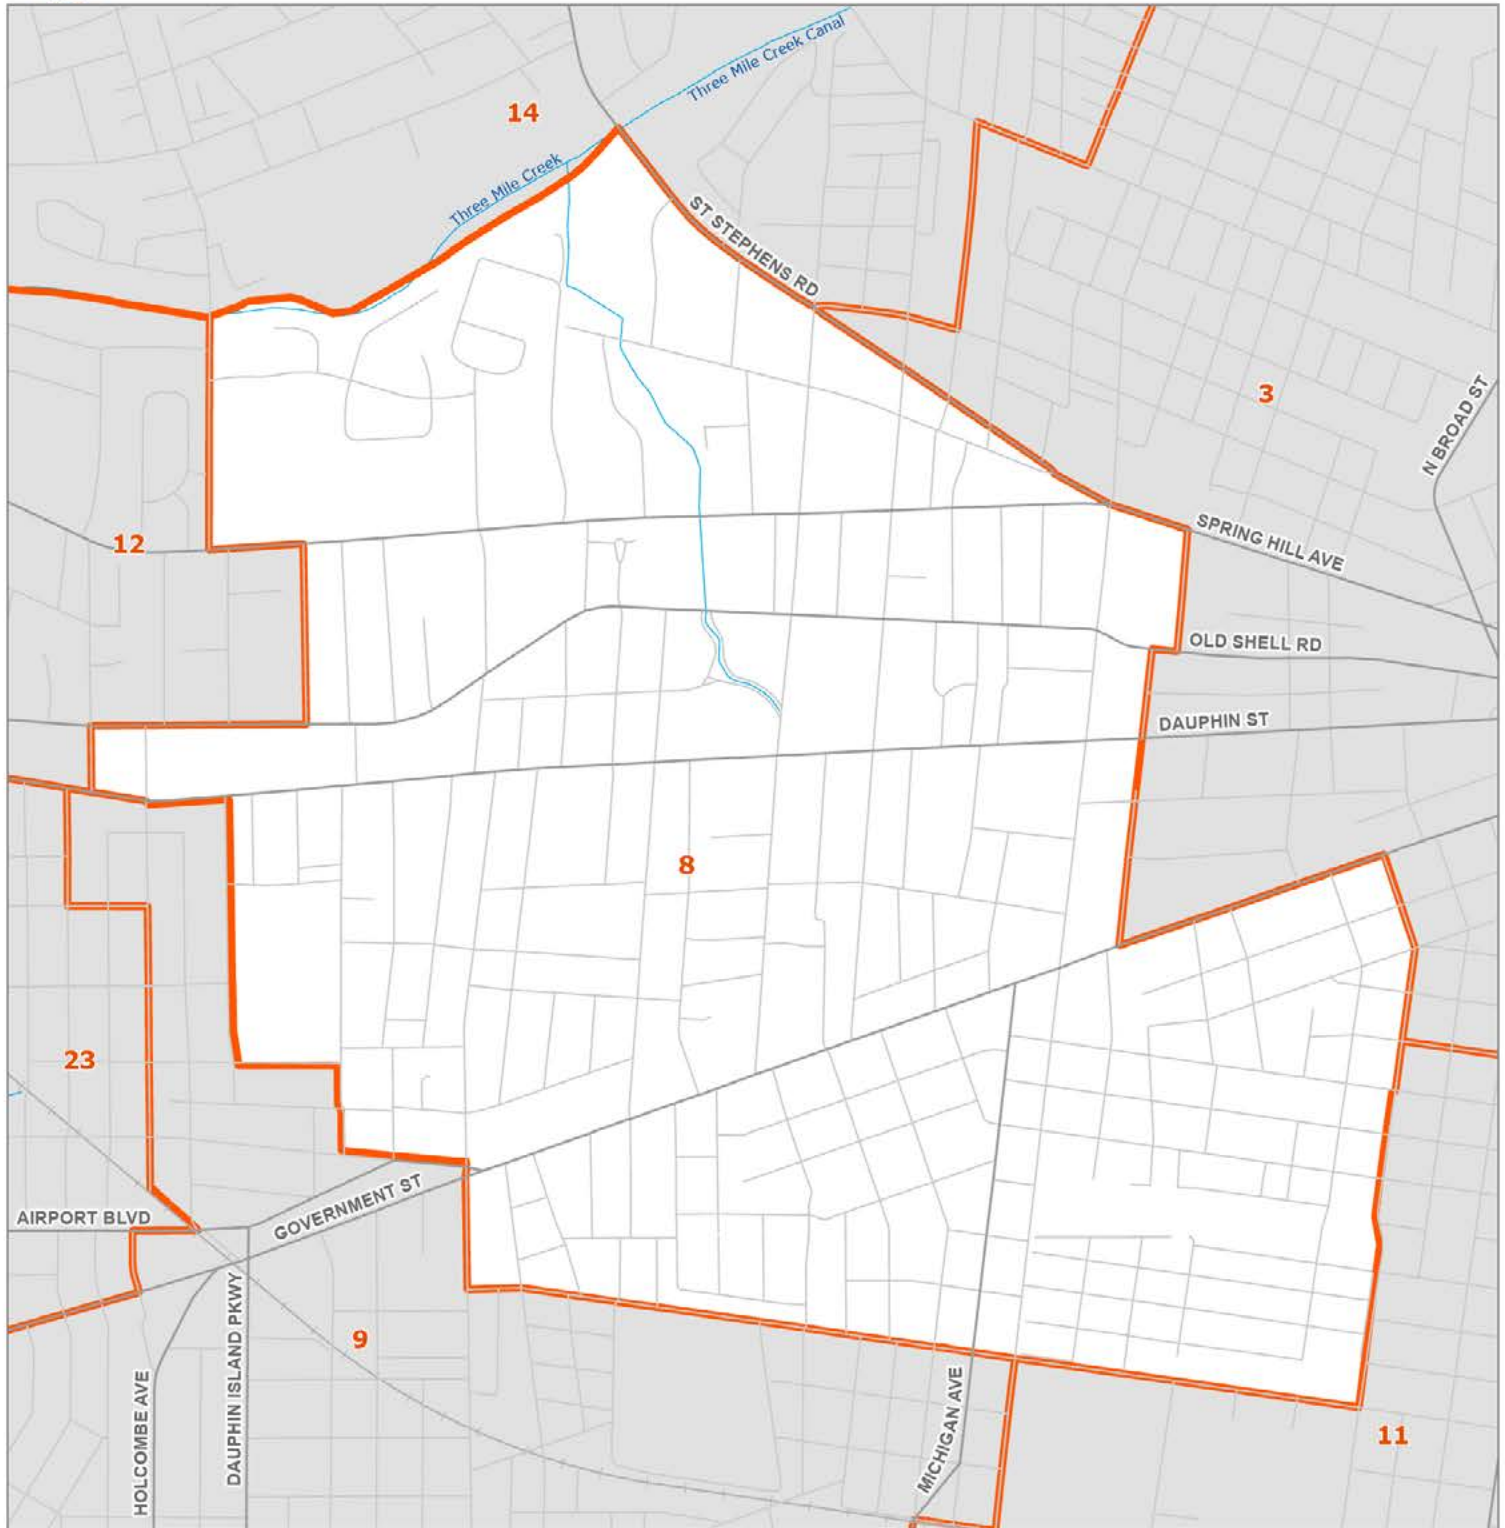 Three Mile Creek Canal
14
Three Mile Creek
ST STEPHENS RD
3
N BROAD ST
12
SPRING HILL AVE
OLD SHELL RD
DAUPHIN ST
8
23
AIRPORT BLVD
GOVERNMENT ST
9
HOLCOMBE AVE
DAUPHIN ISLAND PKWY
MICHIGAN AVE
11